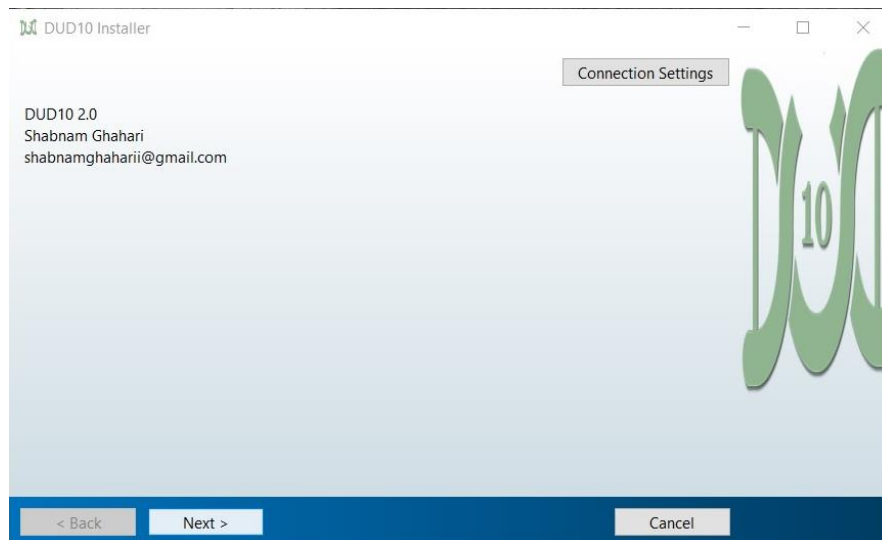 DUD10 Installer
Connection Settings
DUD10 2.0
Shabnam Ghahari
shabnamghaharii@gmail.com
10
< Back
Next >
Cancel